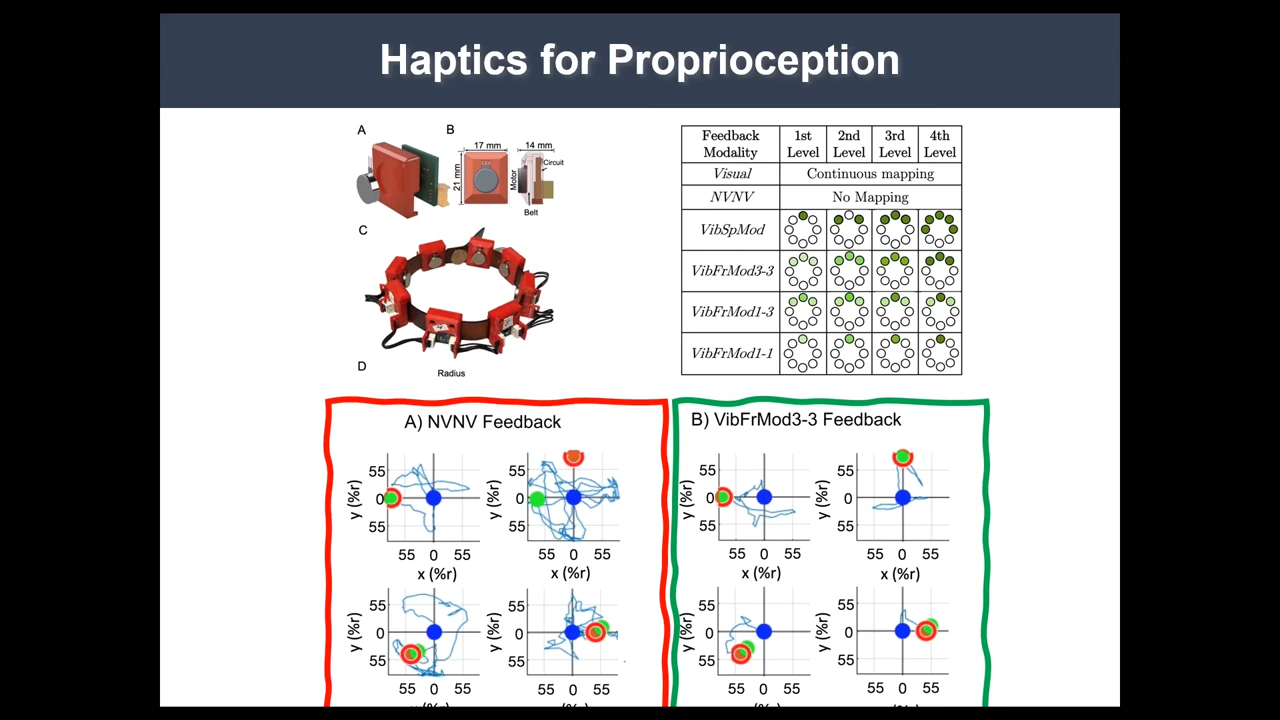 Haptics for Proprioception
A
B
17 mm
14 mm
21 mm
Motor
Circuit
Belt
C
D
Radius
Feedback Modality
1st Level
2nd Level
3rd Level
4th Level
Visual
Continuous mapping
NVNV
No Mapping
VibSpMod
VibFrMod3-3
VibFrMod1-3
VibFrMod1-1
A) NVNV Feedback
55
0
55
y (%r)
55 0 55
x (%r)
55
0
55
y (%r)
55 0 55
x (%r)
55
0
55
y (%r)
55 0 55
55
0
55
y (%r)
55 0 55
B) VibFrMod3-3 Feedback
55
0
55
y (%r)
55 0 55
x (%r)
55
0
55
y (%r)
55 0 55
x (%r)
55
0
55
y (%r)
55 0 55
55
0
55
y (%r)
55 0 55